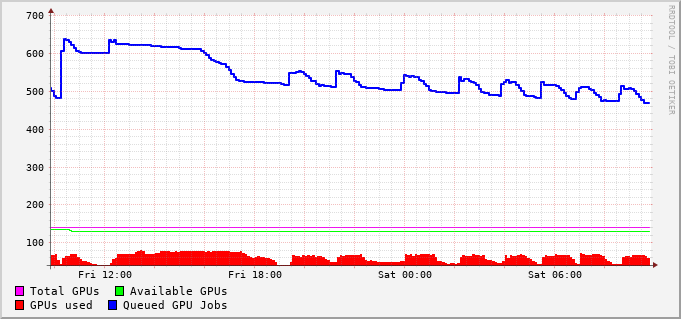 700
600
500
400
300
200
100
Fri 12:00 Fri 18:00 Sat 00:00 Sat 06:00
Total GPUs Available GPUs
GPUs used Queued GPU Jobs
RRDTOOL / TOBI OETIKER